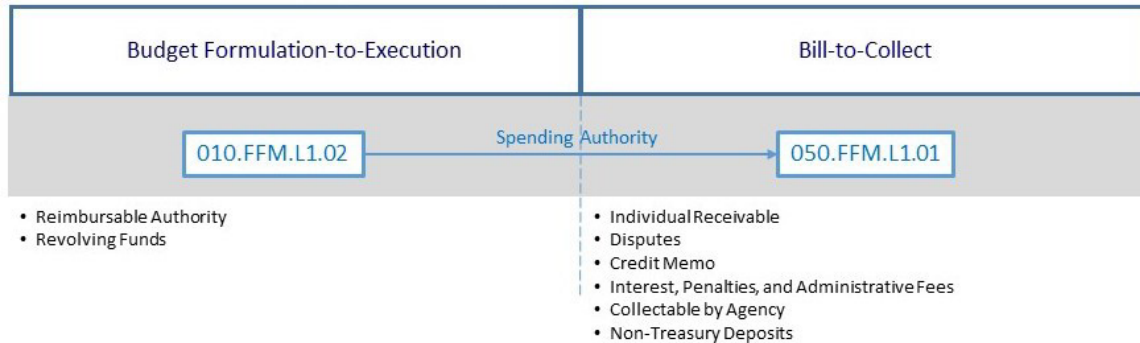 Budget Formulation-to-Execution
Bill-to-Collect
010.FFM.L1.02
Spending Authority
050.FFM.L1.01
• Reimbursable Authority
• Revolving Funds
• Individual Receivable
• Disputes
• Credit Memo
• Interest, Penalties, and Administrative Fees
• Collectable by Agency
• Non-Treasury Deposits